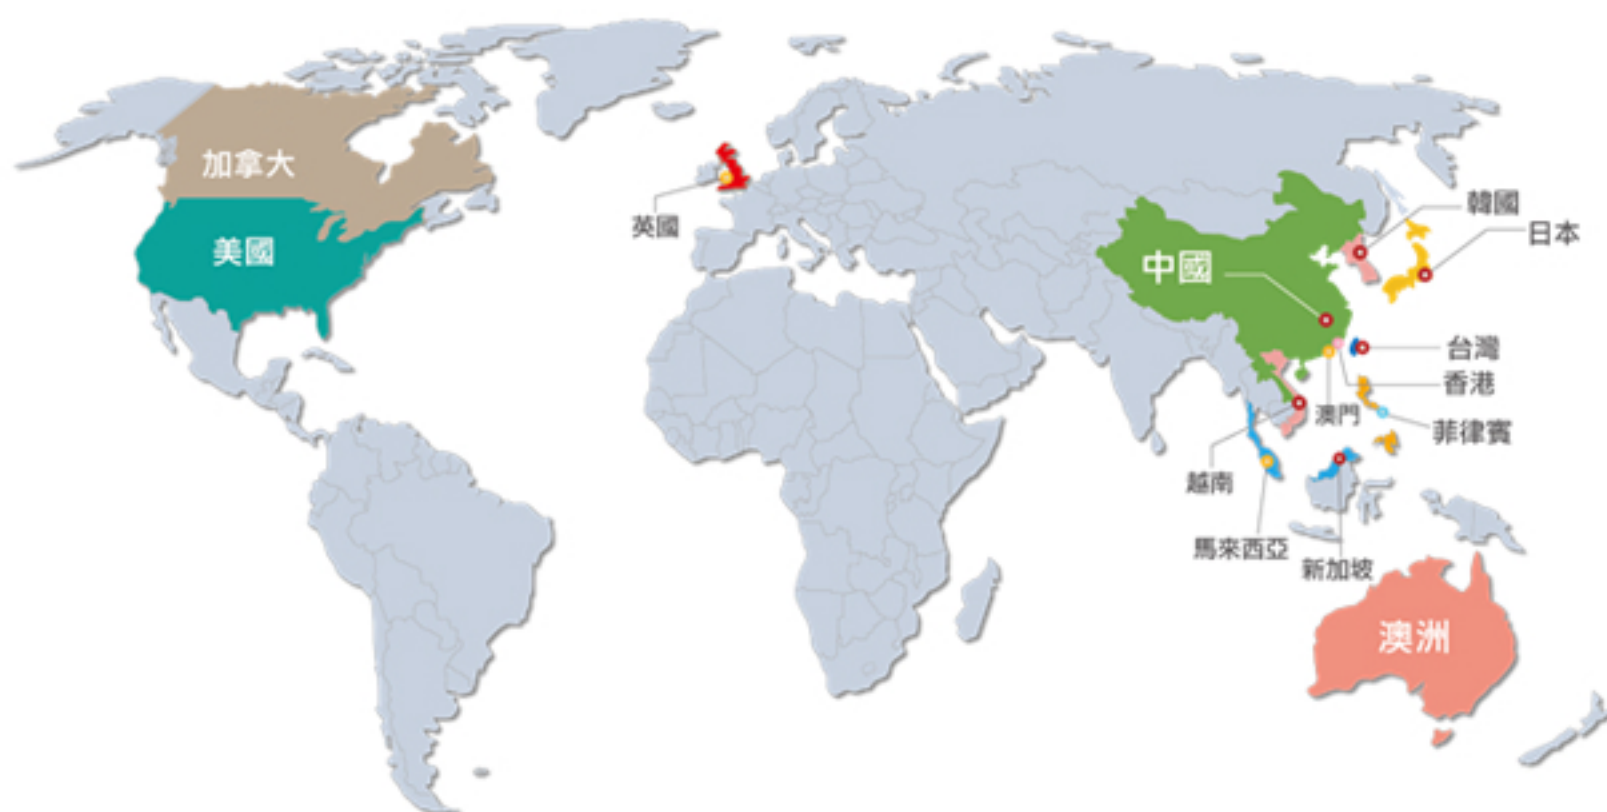 加拿大
美國
英國
中國
韓國
日本
台灣
香港
澳門
菲律賓
越南
馬來西亞
新加坡
澳洲